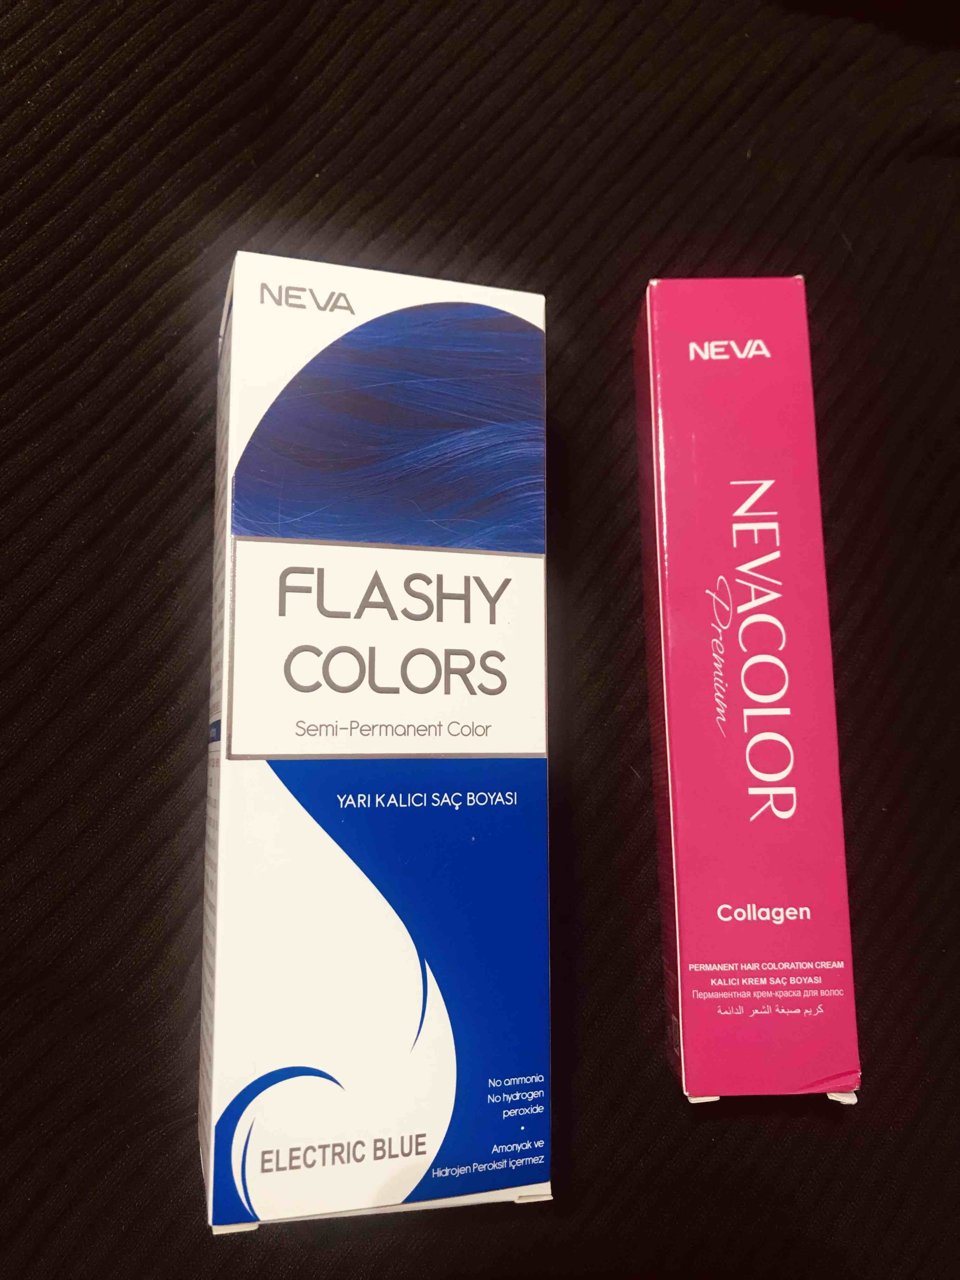 NEVA
FLASHY
COLORS
Semi-Permanent Color
YARI KALICI SAÇ BOYASI
No ammonia
No hydrogen
peroxide
•
Amonyak ve
Hidrojen Peroksit içermez
ELECTRIC BLUE
NEVA
NEVACOLOR
Premium
Collagen
PERMANENT HAIR COLORATION CREAM
KALICI KREM SAÇ BOYASI
Перманентная крем-краска для волос
كريم صبغة الشعر الدائمة